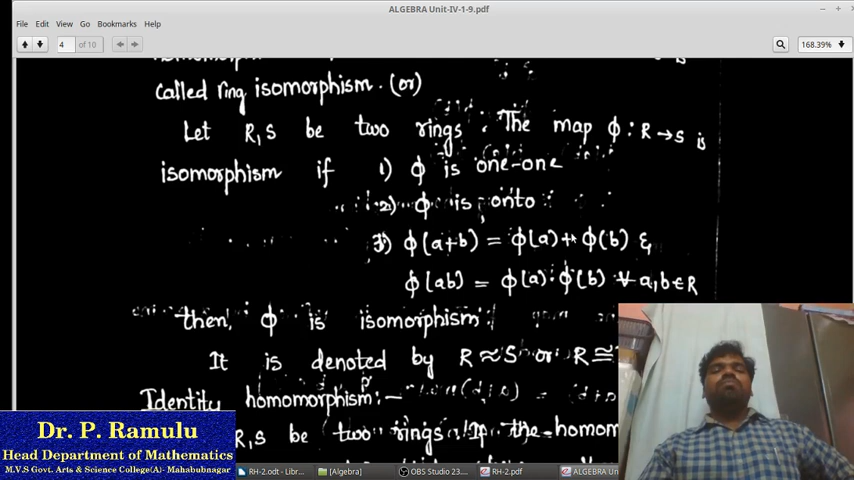 ALGEBRA Unit-IV-1-9.pdf
File Edit View Go Bookmarks Help
4 of 10 168.39%
called ring isomorphism. (or)
Let R,S be two rings. The map ϕ : R → S is
isomorphism if 1) ϕ is one-one
2) ϕ is onto
3) ϕ(a+b) = ϕ(a) + ϕ(b) &
ϕ(ab) = ϕ(a) . ϕ(b) ∀ a,b ∈ R
then, ϕ is isomorphism.
It is denoted by R ≈ S or R ≅
Identity homomorphism :-
R,S be two rings. If the homom
Dr. P. Ramulu
Head Department of Mathematics
M.V.S Govt. Arts & Science College(A)- Mahabubnagar
RH-2.odt - Libr... [Algebra] OBS Studio 23.... RH-2.pdf ALGEBRA Uni